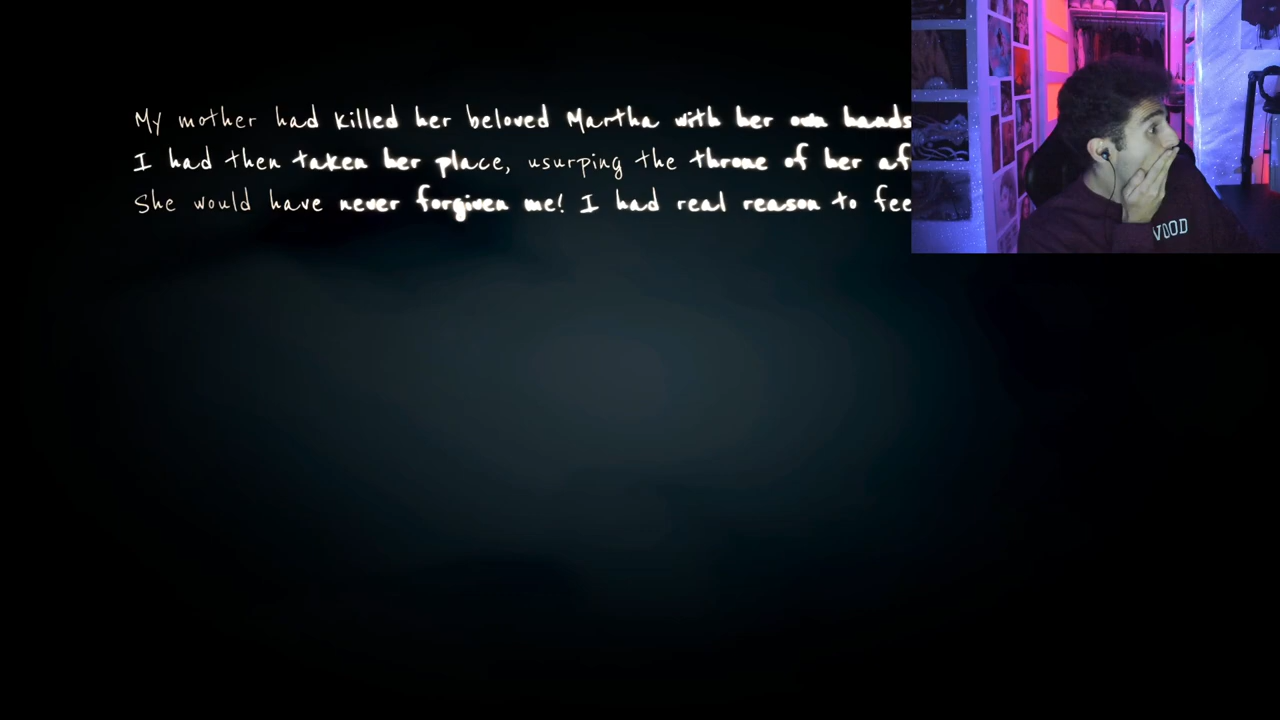 My mother had killed her beloved Martha with her own hands
I had then taken her place, usurping the throne of her af
She would have never forgiven me! I had real reason to fee
VOOD